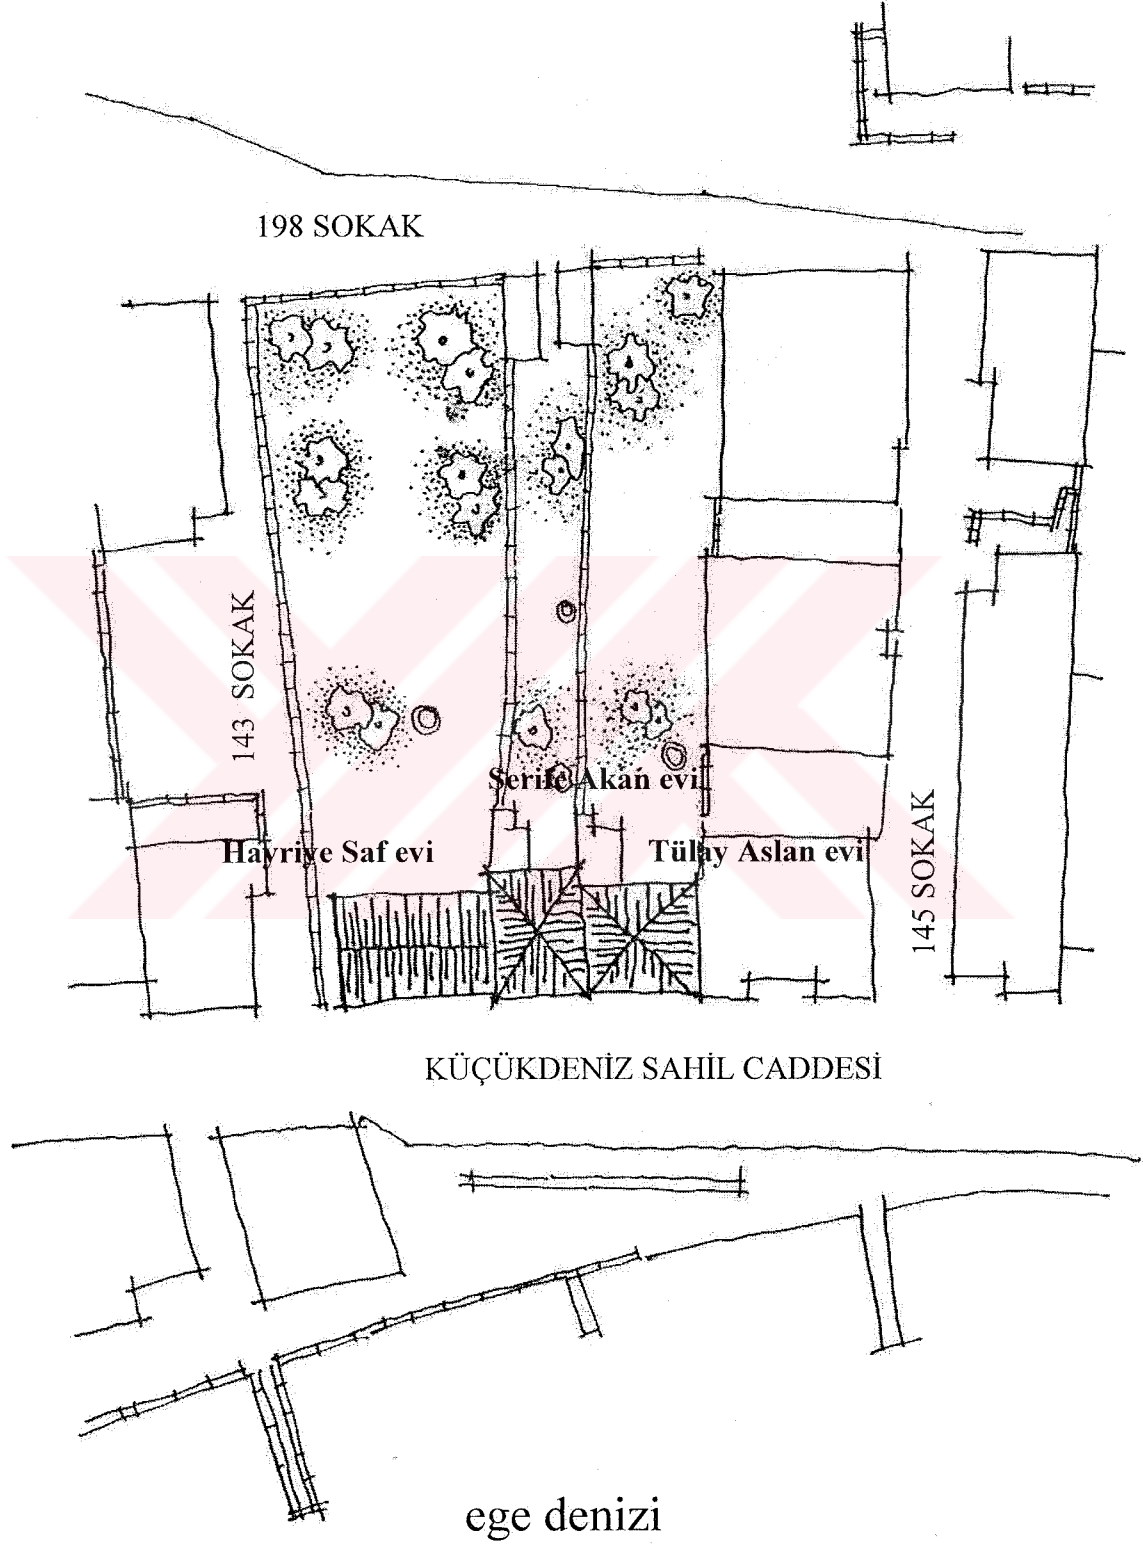 198 SOKAK
143 SOKAK
Serife Akan evi
Hayriye Saf evi
Tülay Aslan evi
145 SOKAK
KÜÇÜKDENİZ SAHİL CADDESİ
ege denizi